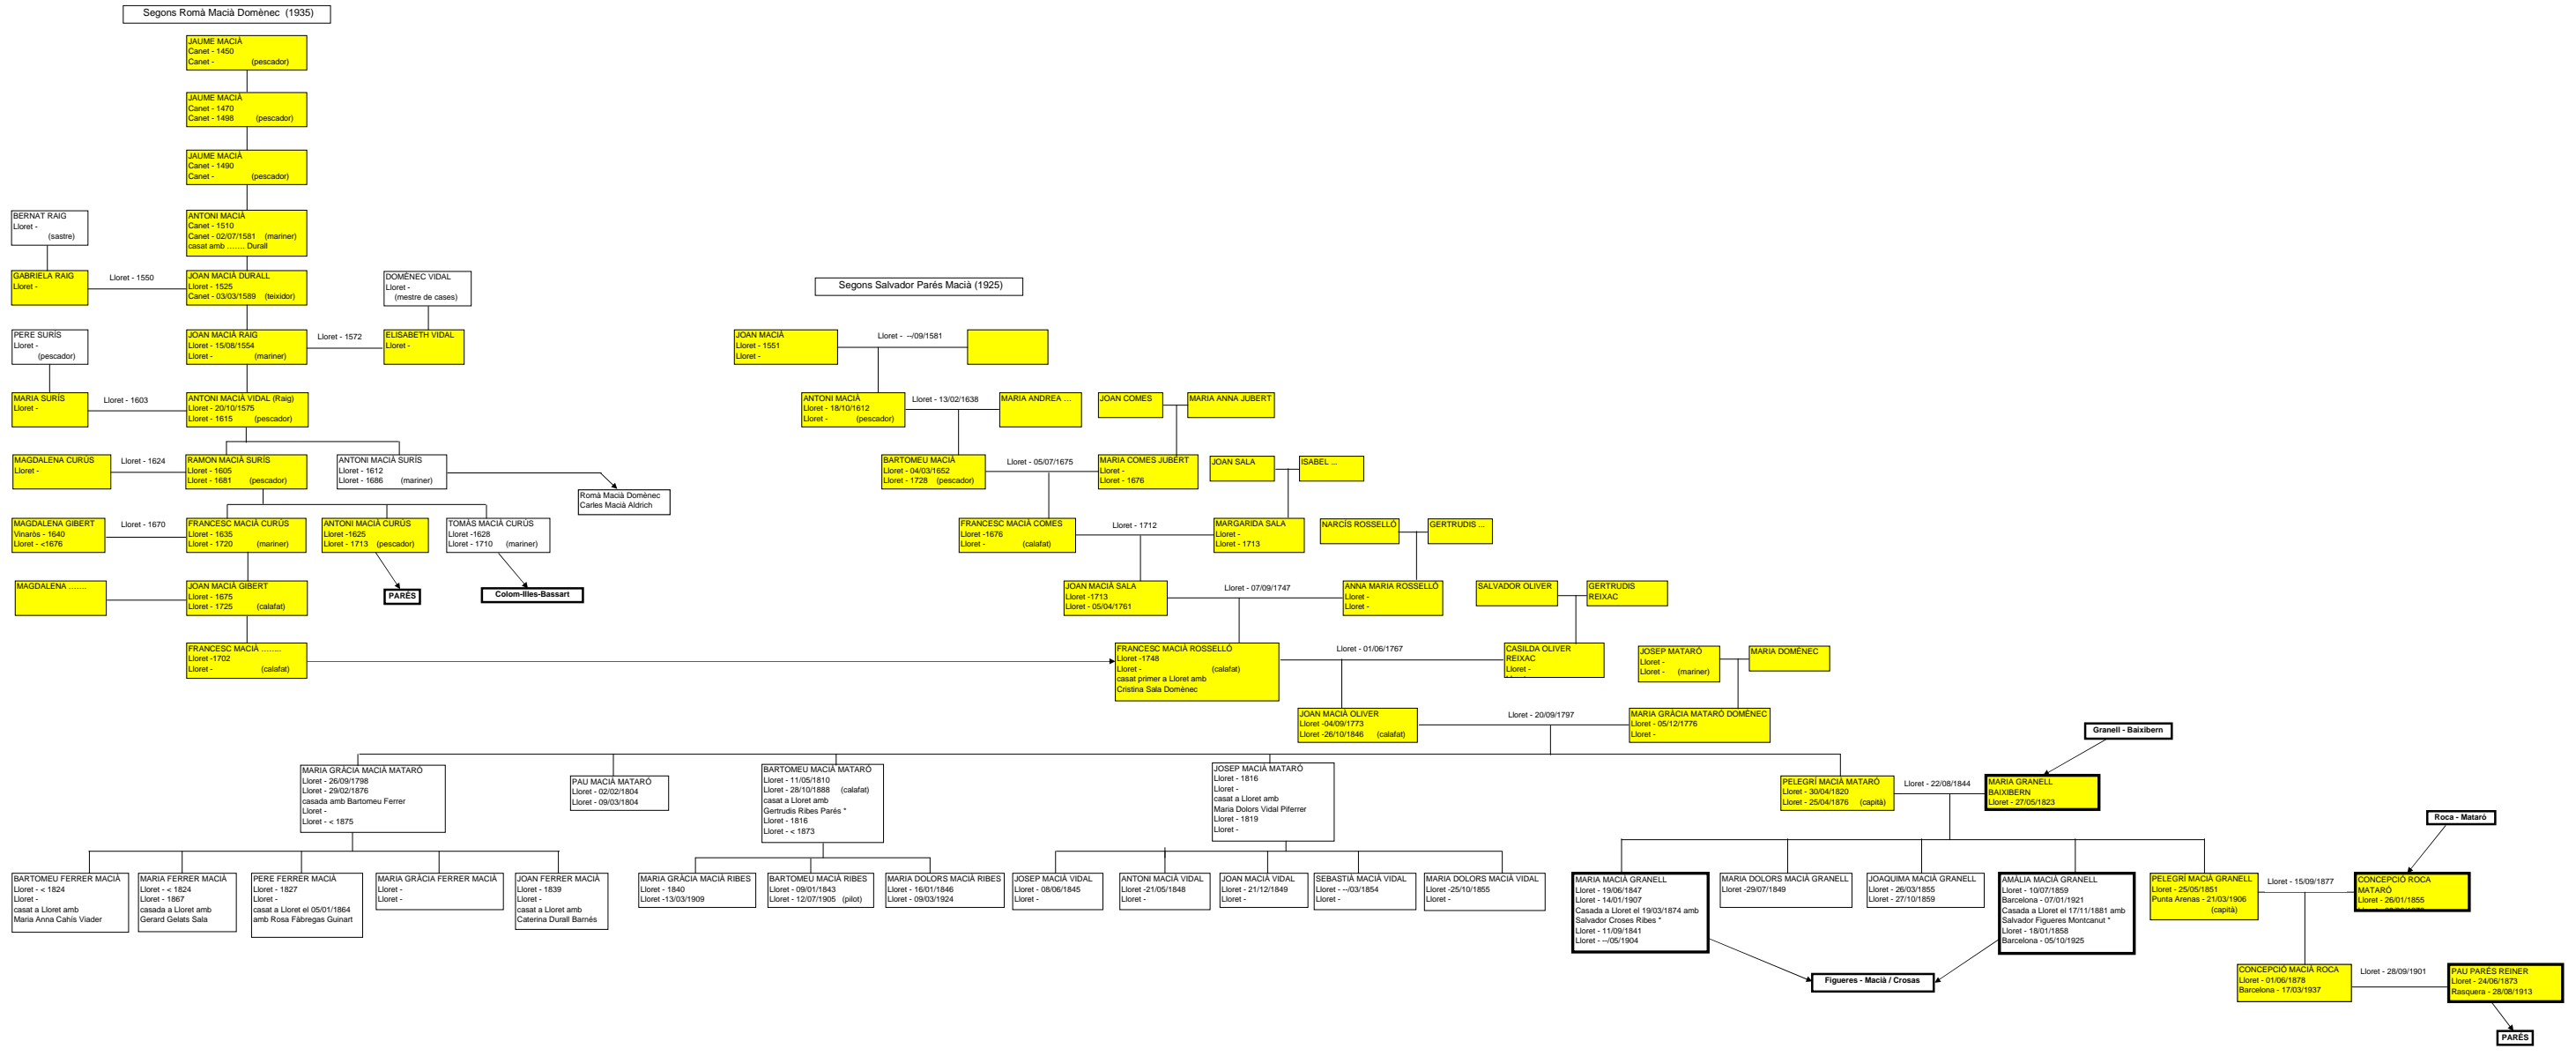 Segons Romà Macià Domènec (1935)
JAUME MACIÀ
Canet - 1450
Canet - (pescador)
JAUME MACIÀ
Canet - 1470
Canet - 1498 (pescador)
JAUME MACIÀ
Canet - 1490
Canet - (pescador)
BERNAT RAIG
Lloret -
(sastre)
ANTONI MACIÀ
Canet - 1510
Canet - 02/07/1581 (mariner)
casat amb ....... Durall
GABRIELA RAIG
Lloret -
Lloret - 1550
JOAN MACIÀ DURALL
Lloret - 1525
Canet - 03/03/1589 (teixidor)
DOMÈNEC VIDAL
Lloret -
(mestre de cases)
Segons Salvador Parés Macià (1925)
PERE SURÍS
Lloret -
(pescador)
JOAN MACIÀ RAIG
Lloret - 15/08/1554
Lloret - (mariner)
Lloret - 1572
ELISABETH VIDAL
Lloret -
JOAN MACIÀ
Lloret - 1551
Lloret -
Lloret - --/09/1581
MARIA SURÍS
Lloret -
Lloret - 1603
ANTONI MACIÀ VIDAL (Raig)
Lloret - 20/10/1575
Lloret - 1615 (pescador)
ANTONI MACIÀ
Lloret - 18/10/1612
Lloret - (pescador)
Lloret - 13/02/1638
MARIA ANDREA ...
JOAN COMES
MARIA ANNA JUBERT
MAGDALENA CURÚS
Lloret -
Lloret - 1624
RAMON MACIÀ SURÍS
Lloret - 1605
Lloret - 1681 (pescador)
ANTONI MACIÀ SURÍS
Lloret - 1612
Lloret - 1686 (mariner)
Romà Macià Domènec
Carles Macià Aldrich
BARTOMEU MACIÀ
Lloret - 04/03/1652
Lloret - 1728 (pescador)
Lloret - 05/07/1675
MARIA COMES JUBERT
Lloret -
Lloret - 1676
JOAN SALA
ISABEL ...
MAGDALENA GIBERT
Vinaròs - 1640
Lloret - <1676
Lloret - 1670
FRANCESC MACIÀ CURÚS
Lloret - 1635
Lloret - 1720 (mariner)
ANTONI MACIÀ CURÚS
Lloret -1625
Lloret - 1713 (pescador)
TOMÀS MACIÀ CURÚS
Lloret -1628
Lloret - 1710 (mariner)
FRANCESC MACIÀ COMES
Lloret -1676
Lloret - (calafat)
Lloret - 1712
MARGARIDA SALA
Lloret -
Lloret - 1713
NARCÍS ROSSELLÓ
GERTRUDIS ...
MAGDALENA .......
JOAN MACIÀ GIBERT
Lloret - 1675
Lloret - 1725 (calafat)
PARÉS
Colom-Illes-Bassart
JOAN MACIÀ SALA
Lloret -1713
Lloret - 05/04/1761
Lloret - 07/09/1747
ANNA MARIA ROSSELLÓ
Lloret -
Lloret -
SALVADOR OLIVER
GERTRUDIS
REIXAC
FRANCESC MACIÀ ........
Lloret -1702
Lloret - (calafat)
FRANCESC MACIÀ ROSSELLÓ
Lloret -1748
Lloret - (calafat)
casat primer a Lloret amb
Cristina Sala Domènec
Lloret - 01/06/1767
CASILDA OLIVER
REIXAC
Lloret -
JOSEP MATARÓ
Lloret -
Lloret - (mariner)
MARIA DOMÈNEC
JOAN MACIÀ OLIVER
Lloret -04/09/1773
Lloret -26/10/1846 (calafat)
Lloret - 20/09/1797
MARIA GRÀCIA MATARÓ DOMÈNEC
Lloret - 05/12/1776
Lloret -
Granell - Baixibern
MARIA GRÀCIA MACIÀ MATARÓ
Lloret - 26/09/1798
Lloret - 29/02/1876
casada amb Bartomeu Ferrer
Lloret -
Lloret - < 1875
PAU MACIÀ MATARÓ
Lloret - 02/02/1804
Lloret - 09/03/1804
BARTOMEU MACIÀ MATARÓ
Lloret - 11/05/1810
Lloret - 28/10/1888 (calafat)
casat a Lloret amb
Gertrudis Ribes Parés *
Lloret - 1816
Lloret - < 1873
JOSEP MACIÀ MATARÓ
Lloret - 1816
Lloret -
casat a Lloret amb
Maria Dolors Vidal Piferrer
Lloret - 1819
Lloret -
PELEGRÍ MACIÀ MATARÓ
Lloret - 30/04/1820
Lloret - 25/04/1876 (capità)
Lloret - 22/08/1844
MARIA GRANELL
BAIXIBERN
Lloret - 27/05/1823
Roca - Mataró
BARTOMEU FERRER MACIÀ
Lloret - < 1824
Lloret -
casat a Lloret amb
Maria Anna Cahís Viader
MARIA FERRER MACIÀ
Lloret - < 1824
Lloret - 1867
casada a Lloret amb
Gerard Gelats Sala
PERE FERRER MACIÀ
Lloret - 1827
Lloret -
casat a Lloret el 05/01/1864
amb Rosa Fàbregas Guinart
MARIA GRÀCIA FERRER MACIÀ
Lloret -
Lloret -
JOAN FERRER MACIÀ
Lloret - 1839
Lloret -
casat a Lloret amb
Caterina Durall Barnés
MARIA GRÀCIA MACIÀ RIBES
Lloret - 1840
Lloret -13/03/1909
BARTOMEU MACIÀ RIBES
Lloret - 09/01/1843
Lloret - 12/07/1905 (pilot)
MARIA DOLORS MACIÀ RIBES
Lloret - 16/01/1846
Lloret - 09/03/1924
JOSEP MACIÀ VIDAL
Lloret - 08/06/1845
Lloret -
ANTONI MACIÀ VIDAL
Lloret -21/05/1848
Lloret -
JOAN MACIÀ VIDAL
Lloret - 21/12/1849
Lloret -
SEBASTIÀ MACIÀ VIDAL
Lloret - --/03/1854
Lloret -
MARIA DOLORS MACIÀ VIDAL
Lloret -25/10/1855
Lloret -
MARIA MACIÀ GRANELL
Lloret - 19/06/1847
Lloret - 14/01/1907
Casada a Lloret el 19/03/1874 amb
Salvador Croses Ribes *
Lloret - 11/09/1841
Lloret - --/05/1904
MARIA DOLORS MACIÀ GRANELL
Lloret -29/07/1849
JOAQUIMA MACIÀ GRANELL
Lloret - 26/03/1855
Lloret - 27/10/1859
AMÀLIA MACIÀ GRANELL
Lloret - 10/07/1859
Barcelona - 07/01/1921
Casada a Lloret el 17/11/1881 amb
Salvador Figueres Montcanut *
Lloret - 18/01/1858
Barcelona - 05/10/1925
PELEGRÍ MACIÀ GRANELL
Lloret - 25/05/1851
Punta Arenas - 21/03/1906
(capità)
Lloret - 15/09/1877
CONCEPCIÓ ROCA
MATARÓ
Lloret - 26/01/1855
Figueres - Macià / Crosas
CONCEPCIÓ MACIÀ ROCA
Lloret - 01/06/1878
Barcelona - 17/03/1937
Lloret - 28/09/1901
PAU PARÉS REINER
Lloret - 24/06/1873
Rasquera - 28/08/1913
PARÉS